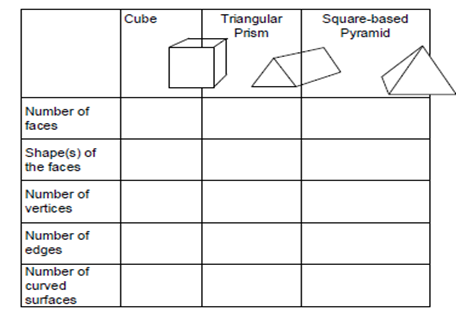 Cube
Triangular
Prism
Square-based
Pyramid
Number of
faces
Shape(s) of
the faces
Number of
vertices
Number of
edges
Number of
curved
surfaces